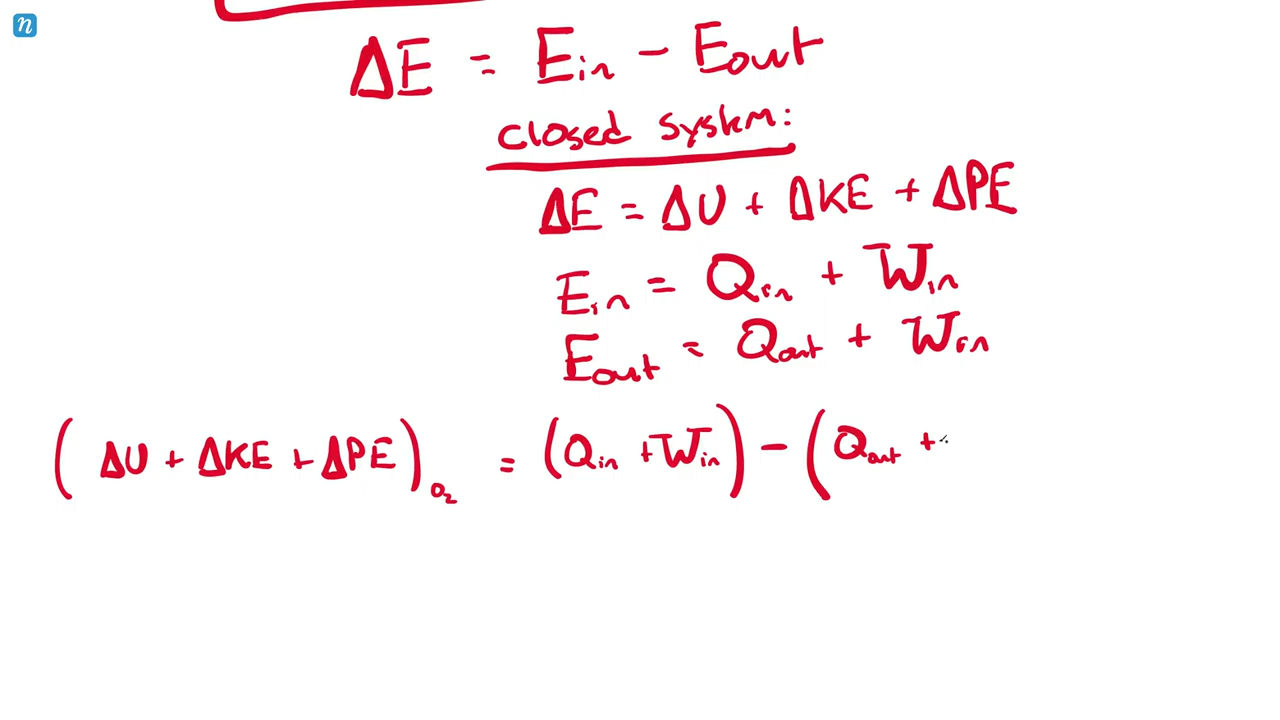 n
ΔE = Ein - Eout
closed system:
ΔE = ΔU + ΔKE + ΔPE
Ein = Qin + Win
Eout = Qout + Win
(ΔU + ΔKE + ΔPE)O2 = (Qin + Win) - (Qout +